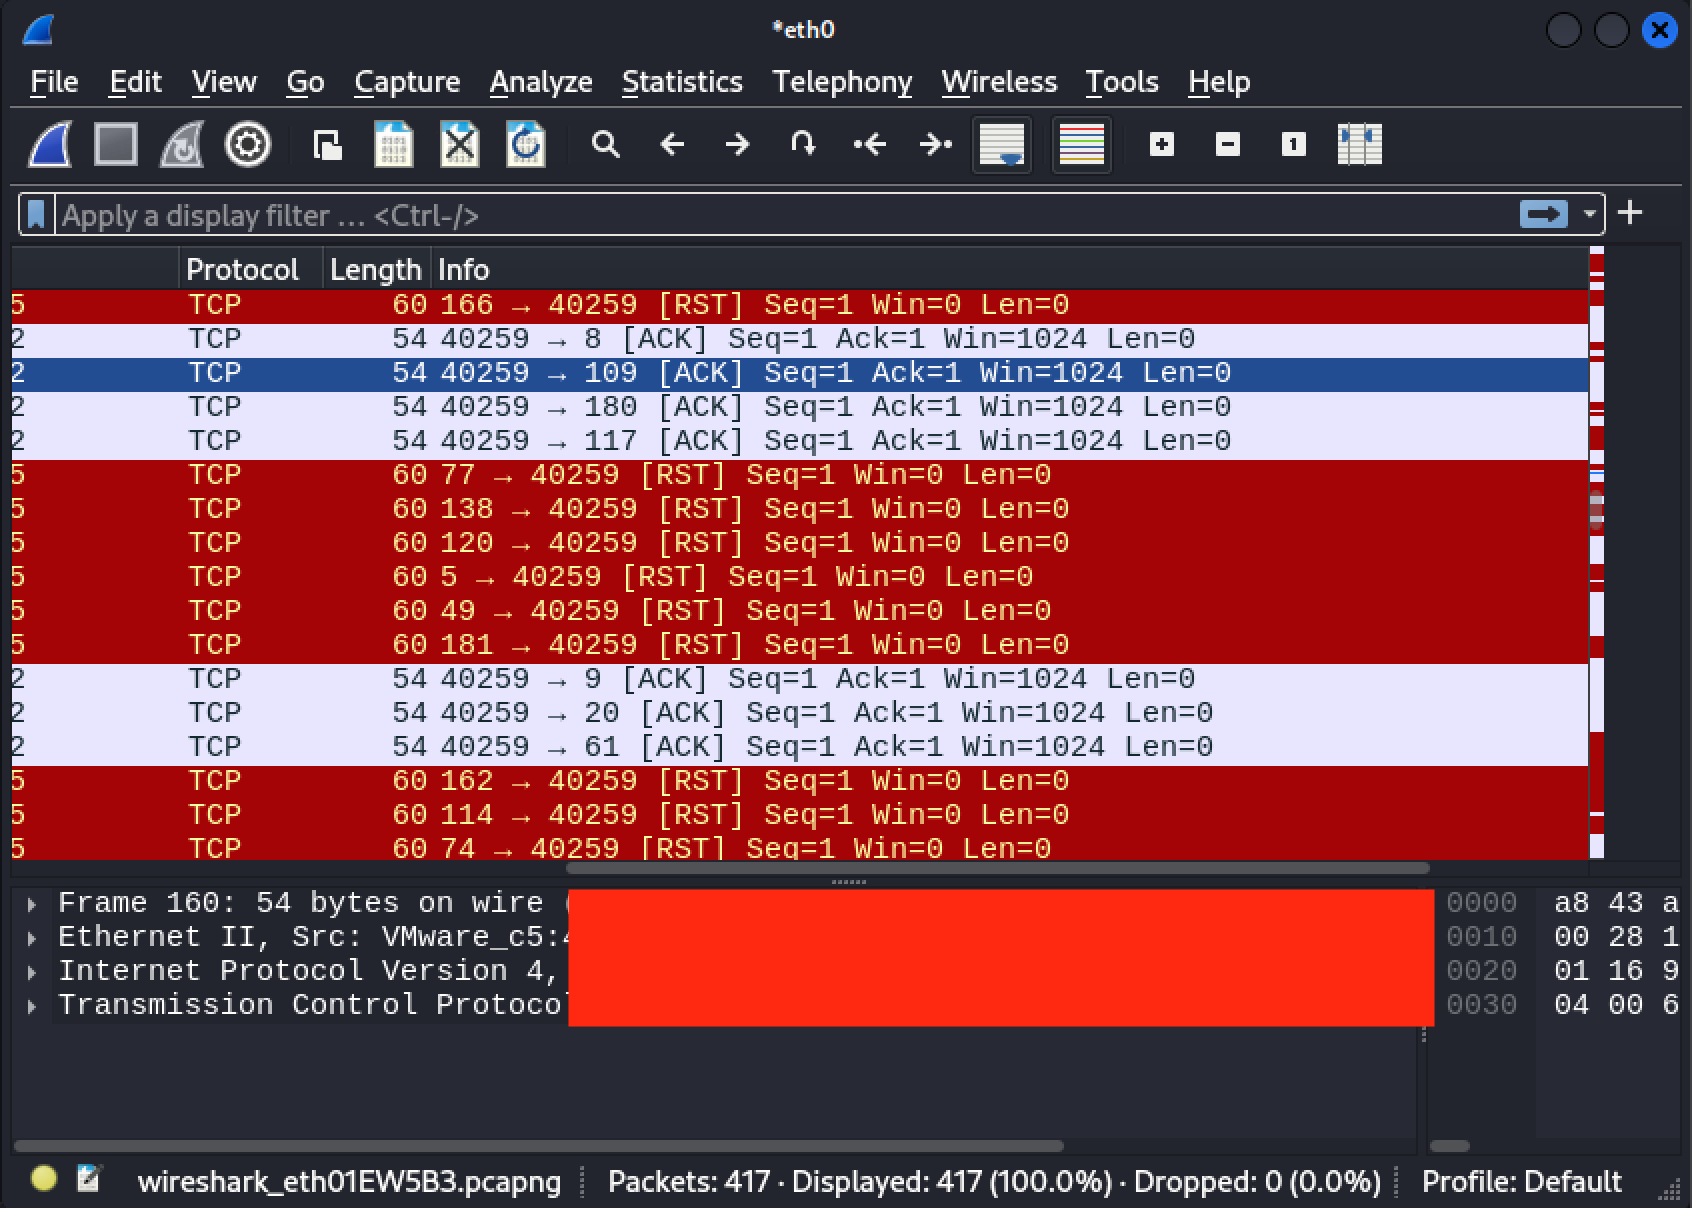 *eth0
File Edit View Go Capture Analyze Statistics Telephony Wireless Tools Help
Apply a display filter … <Ctrl-/>
Protocol Length Info
5 TCP 60 166 → 40259 [RST] Seq=1 Win=0 Len=0
2 TCP 54 40259 → 8 [ACK] Seq=1 Ack=1 Win=1024 Len=0
2 TCP 54 40259 → 109 [ACK] Seq=1 Ack=1 Win=1024 Len=0
2 TCP 54 40259 → 180 [ACK] Seq=1 Ack=1 Win=1024 Len=0
2 TCP 54 40259 → 117 [ACK] Seq=1 Ack=1 Win=1024 Len=0
5 TCP 60 77 → 40259 [RST] Seq=1 Win=0 Len=0
5 TCP 60 138 → 40259 [RST] Seq=1 Win=0 Len=0
5 TCP 60 120 → 40259 [RST] Seq=1 Win=0 Len=0
5 TCP 60 5 → 40259 [RST] Seq=1 Win=0 Len=0
5 TCP 60 49 → 40259 [RST] Seq=1 Win=0 Len=0
5 TCP 60 181 → 40259 [RST] Seq=1 Win=0 Len=0
2 TCP 54 40259 → 9 [ACK] Seq=1 Ack=1 Win=1024 Len=0
2 TCP 54 40259 → 20 [ACK] Seq=1 Ack=1 Win=1024 Len=0
2 TCP 54 40259 → 61 [ACK] Seq=1 Ack=1 Win=1024 Len=0
5 TCP 60 162 → 40259 [RST] Seq=1 Win=0 Len=0
5 TCP 60 114 → 40259 [RST] Seq=1 Win=0 Len=0
5 TCP 60 74 → 40259 [RST] Seq=1 Win=0 Len=0
Frame 160: 54 bytes on wire (
Ethernet II, Src: VMware_c5:4
Internet Protocol Version 4,
Transmission Control Protoco
0000 a8 43 a
0010 00 28 1
0020 01 16 9
0030 04 00 6
wireshark_eth01EW5B3.pcapng Packets: 417 · Displayed: 417 (100.0%) · Dropped: 0 (0.0%) Profile: Default